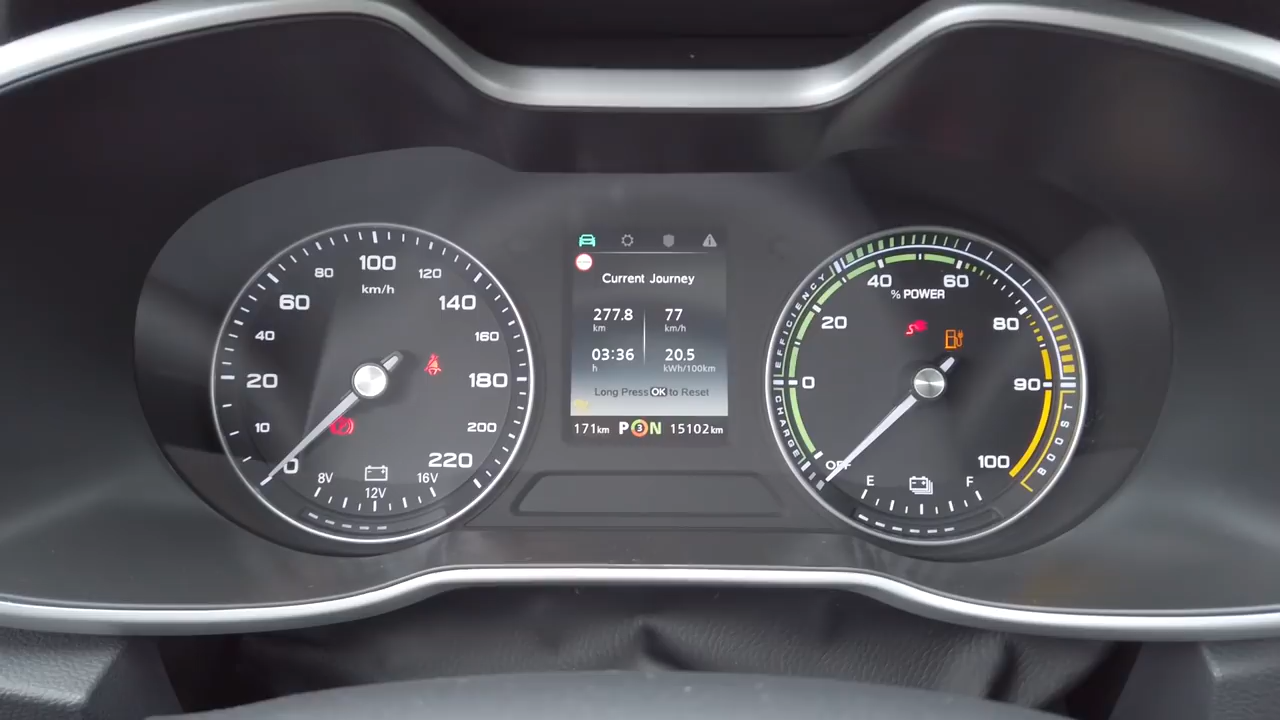 100
80
120
km/h
60
140
40
160
20
180
10
200
0
220
8V
16V
12V
Current Journey
277.8
77
km
km/h
03:36
20.5
h
kWh/100km
Long Press OK to Reset
171km
P 3 N
15102km
40
60
% POWER
20
80
0
90
100
OFF
E
F
EFFICIENCY
CHARGE
BOOST